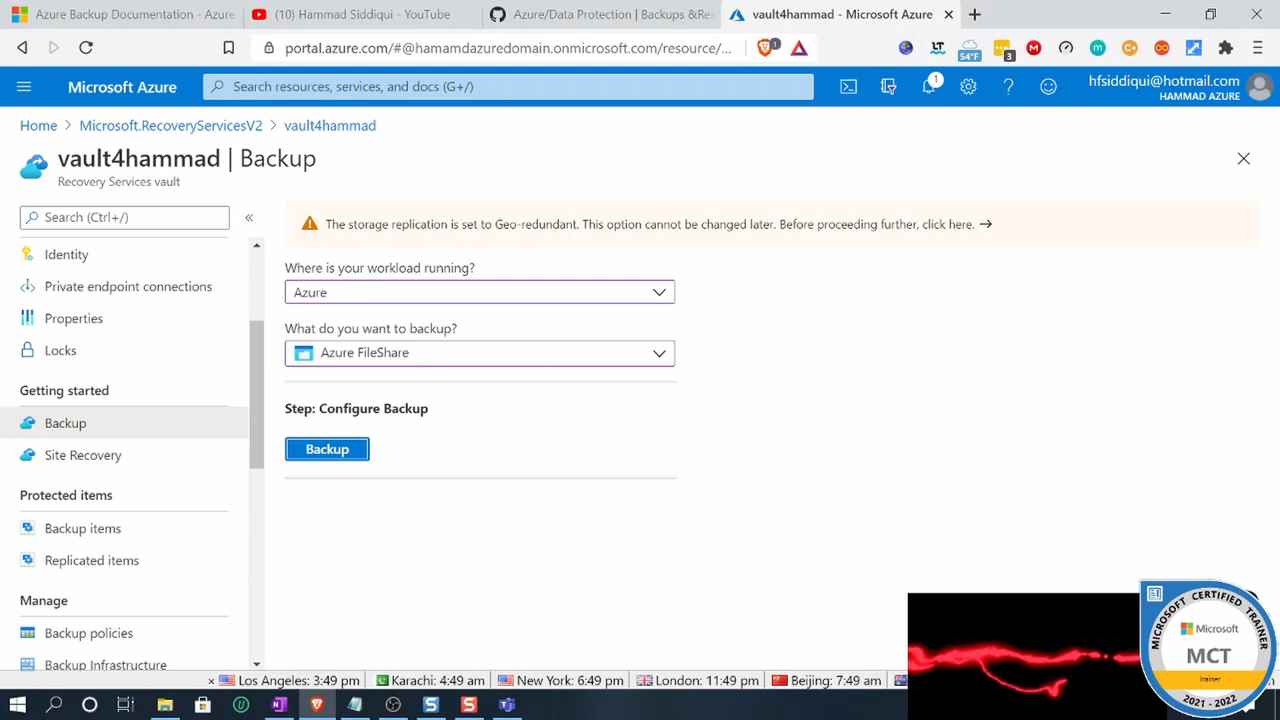 Azure Backup Documentation - Azure
(10) Hammad Siddiqui - YouTube
Azure/Data Protection | Backups &Res
vault4hammad - Microsoft Azure
portal.azure.com/#@hamamdazuredomain.onmicrosoft.com/resource/...
1
LT
54°F
3
Microsoft Azure
Search resources, services, and docs (G+/)
1
hfsiddiqui@hotmail.com
HAMMAD AZURE
Home > Microsoft.RecoveryServicesV2 > vault4hammad
vault4hammad | Backup
Recovery Services vault
Search (Ctrl+/)
«
The storage replication is set to Geo-redundant. This option cannot be changed later. Before proceeding further, click here. →
Identity
Private endpoint connections
Properties
Locks
Getting started
Backup
Site Recovery
Protected items
Backup items
Replicated items
Manage
Backup policies
Backup Infrastructure
Where is your workload running?
Azure
What do you want to backup?
Azure FileShare
Step: Configure Backup
Backup
MICROSOFT CERTIFIED TRAINER
Microsoft
MCT
Trainer
2021 - 2022
Los Angeles: 3:49 pm
Karachi: 4:49 am
New York: 6:49 pm
London: 11:49 pm
Beijing: 7:49 am